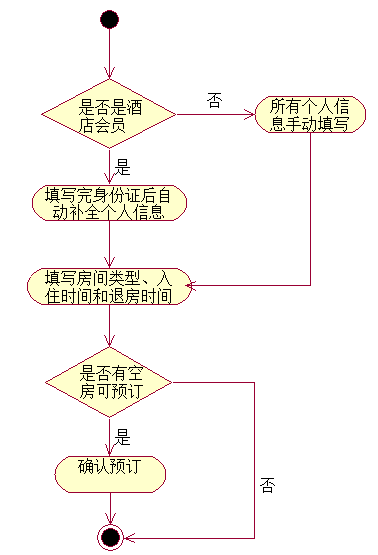 是否是酒
店会员
否
所有个人信
息手动填写
是
填写完身份证后自
动补全个人信息
填写房间类型、入
住时间和退房时间
是否有空
房可预订
是
确认预订
否